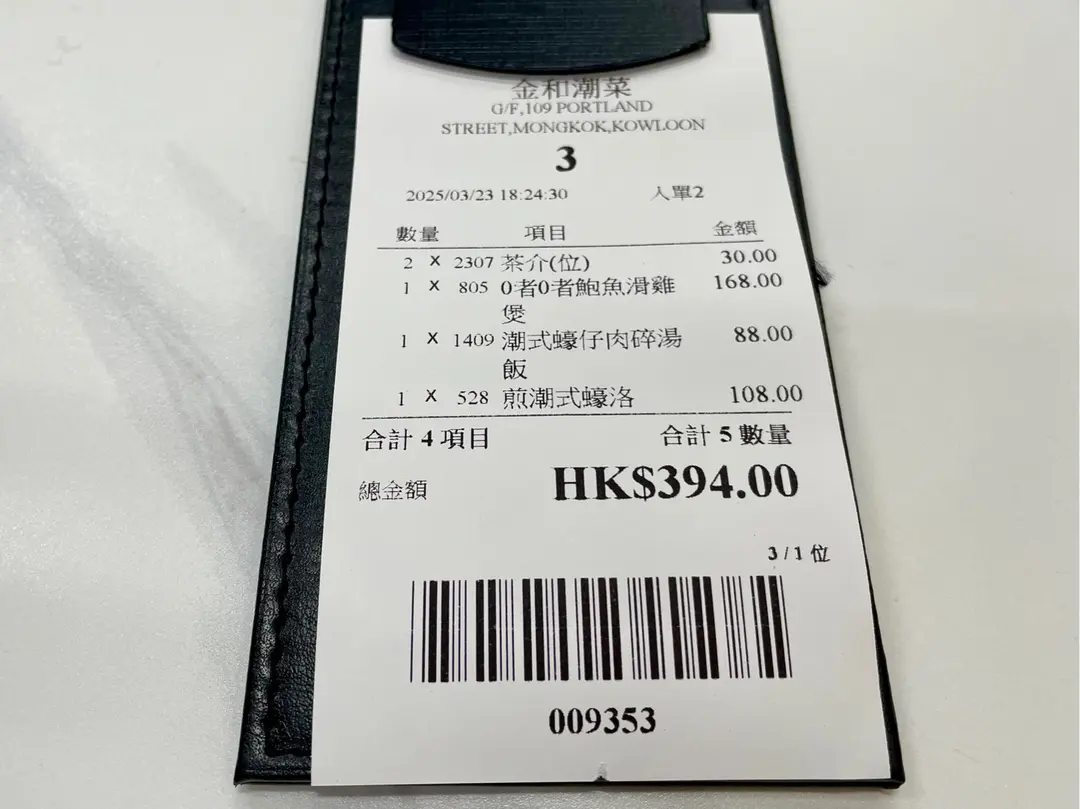 金和潮菜
G/F,109 PORTLAND
STREET,MONGKOK,KOWLOON
3
2025/03/23 18:24:30 入單2
數量 項目 金額
2 x 2307 茶介(位) 30.00
1 x 805 0者0者鮑魚滑雞 168.00
煲
1 x 1409 潮式蠔仔肉碎湯 88.00
飯
1 x 528 煎潮式蠔洛 108.00
合計 4 項目 合計 5 數量
總金額 HK$394.00
3 / 1 位
009353